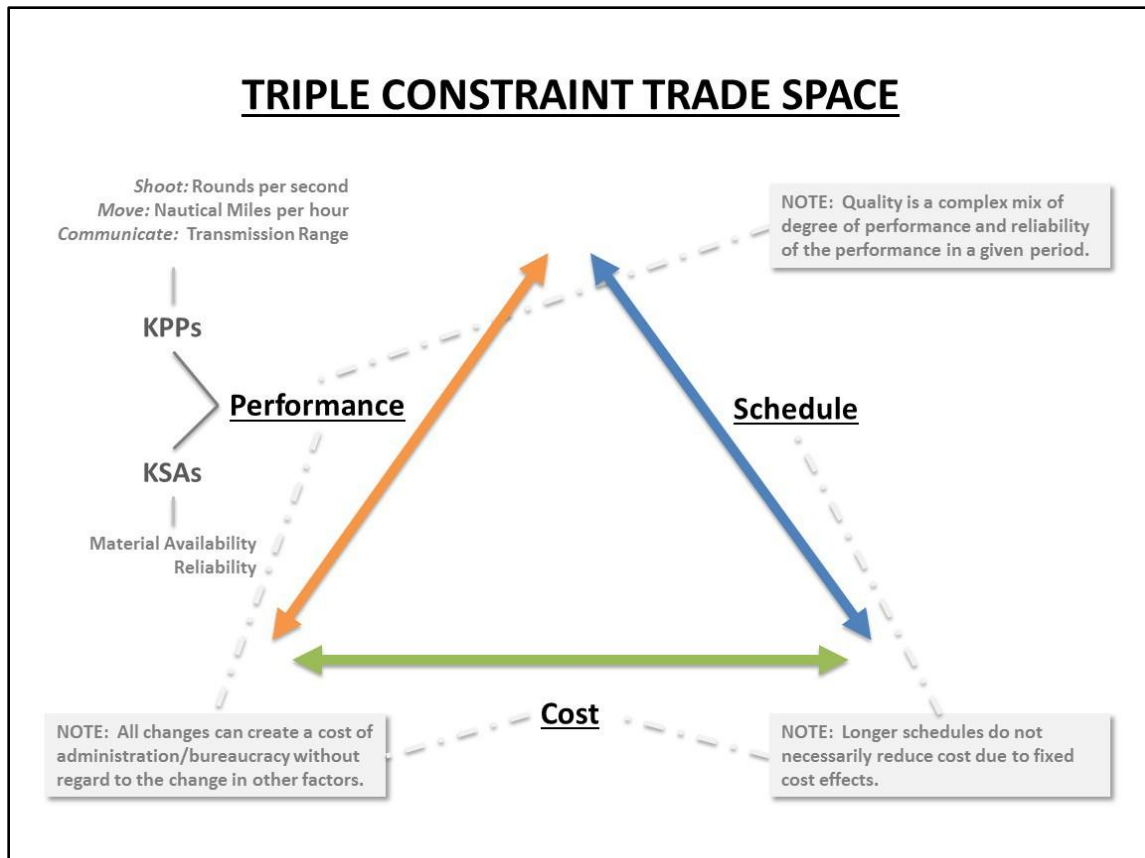 TRIPLE CONSTRAINT TRADE SPACE
Shoot: Rounds per second
Move: Nautical Miles per hour
Communicate: Transmission Range
NOTE: Quality is a complex mix of
degree of performance and reliability
of the performance in a given period.
KPPs
Performance
Schedule
KSAs
Material Availability
Reliability
Cost
NOTE: All changes can create a cost of
administration/bureaucracy without
regard to the change in other factors.
NOTE: Longer schedules do not
necessarily reduce cost due to fixed
cost effects.